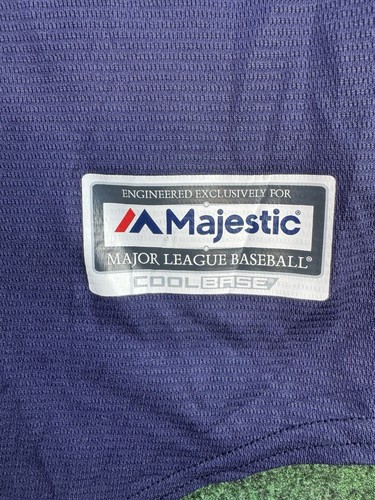 ENGINEERED EXCLUSIVELY FOR
Majestic®
MAJOR LEAGUE BASEBALL®
COOLBASE